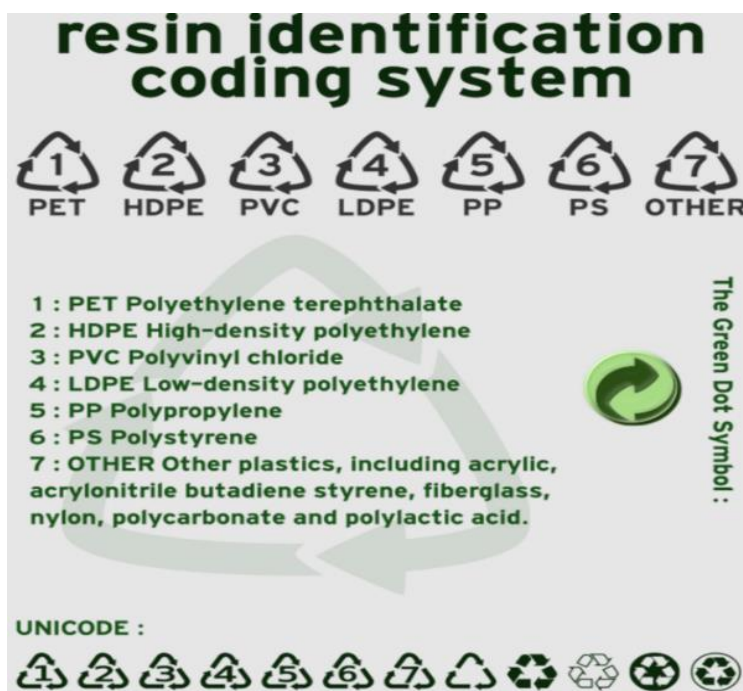 resin identification
coding system
1 2 3 4 5 6 7
PET HDPE PVC LDPE PP PS OTHER
1 : PET Polyethylene terephthalate
2 : HDPE High-density polyethylene
3 : PVC Polyvinyl chloride
4 : LDPE Low-density polyethylene
5 : PP Polypropylene
6 : PS Polystyrene
7 : OTHER Other plastics, including acrylic,
acrylonitrile butadiene styrene, fiberglass,
nylon, polycarbonate and polylactic acid.
The Green Dot Symbol :
UNICODE :
1 2 3 4 5 6 7